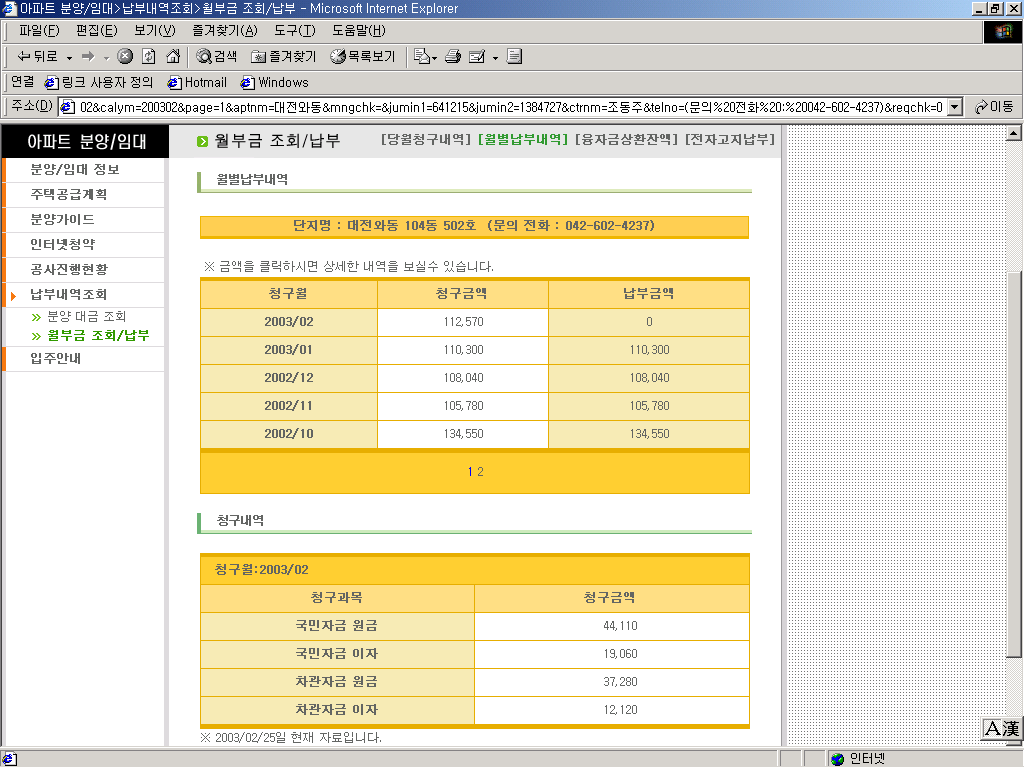 아파트 분양/임대>납부내역조회>월부금 조회/납부 - Microsoft Internet Explorer
파일(F) 편집(E) 보기(V) 즐겨찾기(A) 도구(T) 도움말(H)
뒤로 검색 즐겨찾기 목록보기
연결 링크 사용자 정의 Hotmail Windows
주소(D) 02&calym=200302&page=1&aptnm=대전와동&mngchk=&jumin1=641215&jumin2=1384727&ctrnm=조동주&telno=(문의%20전화%20:%20042-602-4237)&reqchk=0 이동
아파트 분양/임대
분양/임대 정보
주택공급계획
분양가이드
인터넷청약
공사진행현황
납부내역조회
» 분양 대금 조회
» 월부금 조회/납부
입주안내
월부금 조회/납부 [당월청구내역] [월별납부내역] [융자금상환잔액] [전자고지납부]
월별납부내역
단지명 : 대전와동 104동 502호 (문의 전화 : 042-602-4237)
※ 금액을 클릭하시면 상세한 내역을 보실수 있습니다.
청구월 청구금액 납부금액
2003/02 112,570 0
2003/01 110,300 110,300
2002/12 108,040 108,040
2002/11 105,780 105,780
2002/10 134,550 134,550
1 2
청구내역
청구월:2003/02
청구과목 청구금액
국민자금 원금 44,110
국민자금 이자 19,060
차관자금 원금 37,280
차관자금 이자 12,120
※ 2003/02/25일 현재 자료입니다.
A漢
인터넷